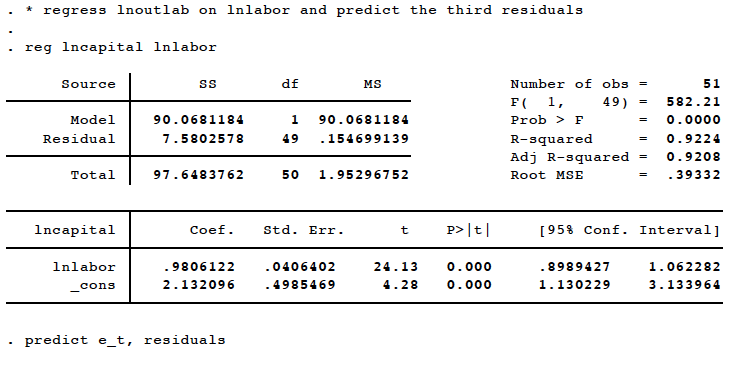 . * regress lnoutlab on lnlabor and predict the third residuals
.
. reg lncapital lnlabor
Source | SS df MS Number of obs = 51
F( 1, 49) = 582.21
Model | 90.0681184 1 90.0681184 Prob > F = 0.0000
Residual | 7.5802578 49 .154699139 R-squared = 0.9224
Adj R-squared = 0.9208
Total | 97.6483762 50 1.95296752 Root MSE = .39332
lncapital | Coef. Std. Err. t P>|t| [95% Conf. Interval]
lnlabor | .9806122 .0406402 24.13 0.000 .8989427 1.062282
_cons | 2.132096 .4985469 4.28 0.000 1.130229 3.133964
. predict e_t, residuals